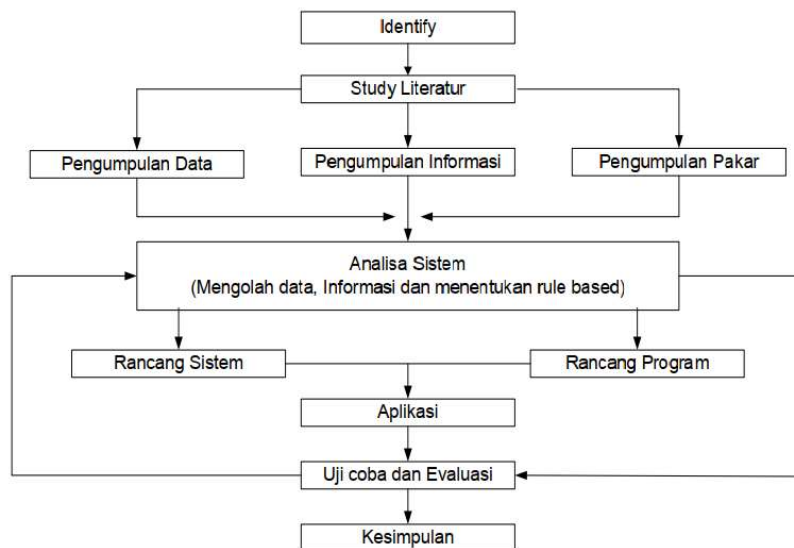 Identify
Study Literatur
Pengumpulan Data
Pengumpulan Informasi
Pengumpulan Pakar
Analisa Sistem
(Mengolah data, Informasi dan menentukan rule based)
Rancang Sistem
Rancang Program
Aplikasi
Uji coba dan Evaluasi
Kesimpulan